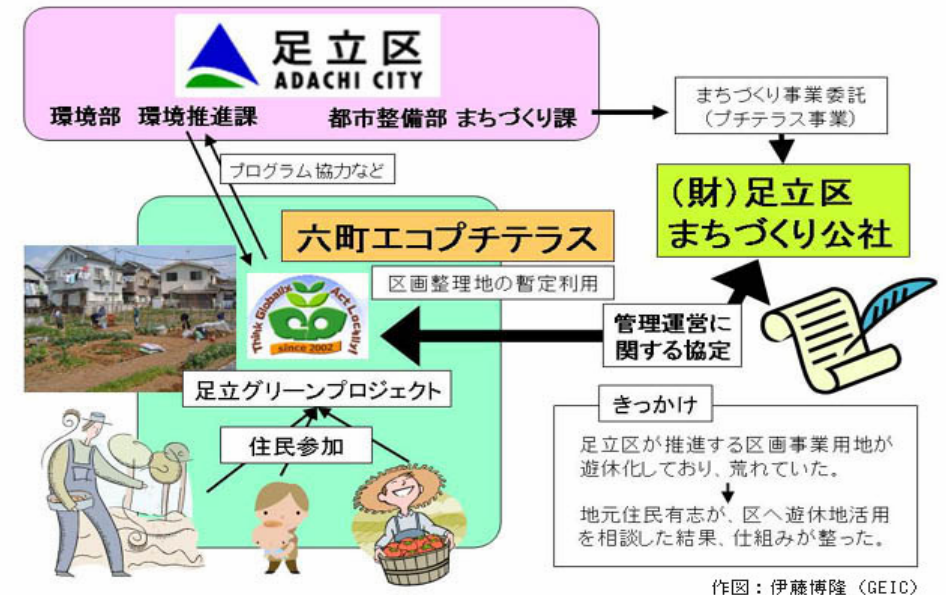 足立区
ADACHI CITY
環境部 環境推進課
都市整備部 まちづくり課
まちづくり事業委託
(プチテラス事業)
プログラム協力など
(財)足立区
まちづくり公社
六町エコプチテラス
区画整理地の暫定利用
Think Globally Act Locally!
since 2002
管理運営に
関する協定
足立グリーンプロジェクト
住民参加
きっかけ
足立区が推進する区画事業用地が
遊休化しており、荒れていた。
地元住民有志が、区へ遊休地活用
を相談した結果、仕組みが整った。
作図:伊藤博隆 (GEIC)